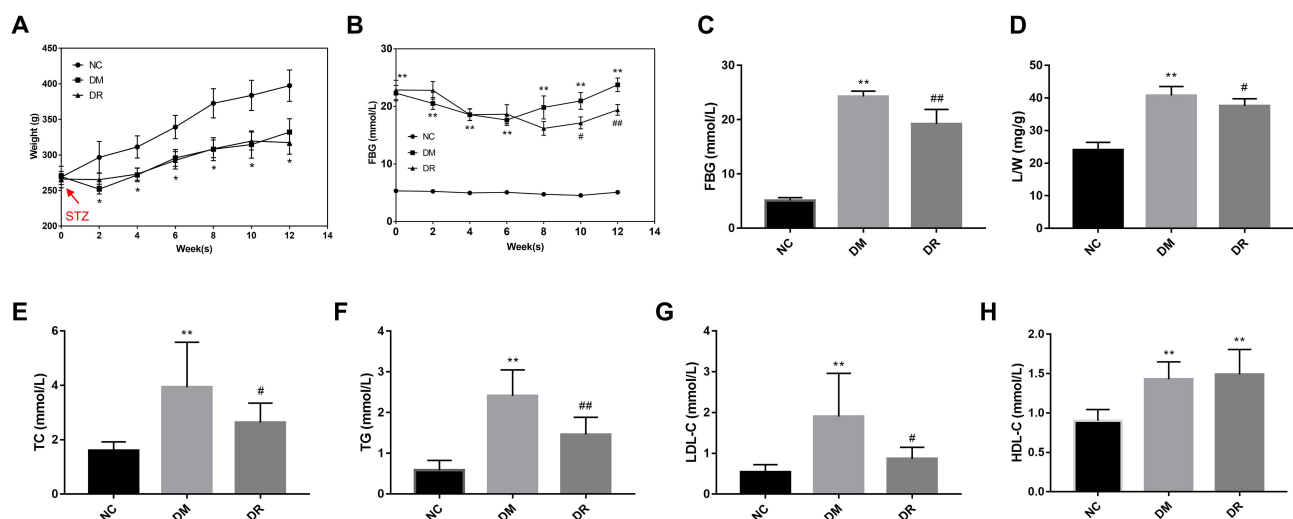 A
Weight (g)
450
400
350
300
250
200
NC
DM
DR
STZ
*
*
*
*
*
*
0
2
4
6
8
10
12
14
Week(s)
B
FBG (mmol/L)
30
20
10
0
**
**
**
**
**
**
**
#
##
NC
DM
DR
0
2
4
6
8
10
12
14
Week(s)
C
FBG (mmol/L)
30
20
10
0
**
##
NC
DM
DR
D
L/W (mg/g)
50
40
30
20
10
0
**
#
NC
DM
DR
E
TC (mmol/L)
6
4
2
0
**
#
NC
DM
DR
F
TG (mmol/L)
4
3
2
1
0
**
##
NC
DM
DR
G
LDL-C (mmol/L)
4
3
2
1
0
**
#
NC
DM
DR
H
HDL-C (mmol/L)
2.0
1.5
1.0
0.5
0.0
**
**
NC
DM
DR